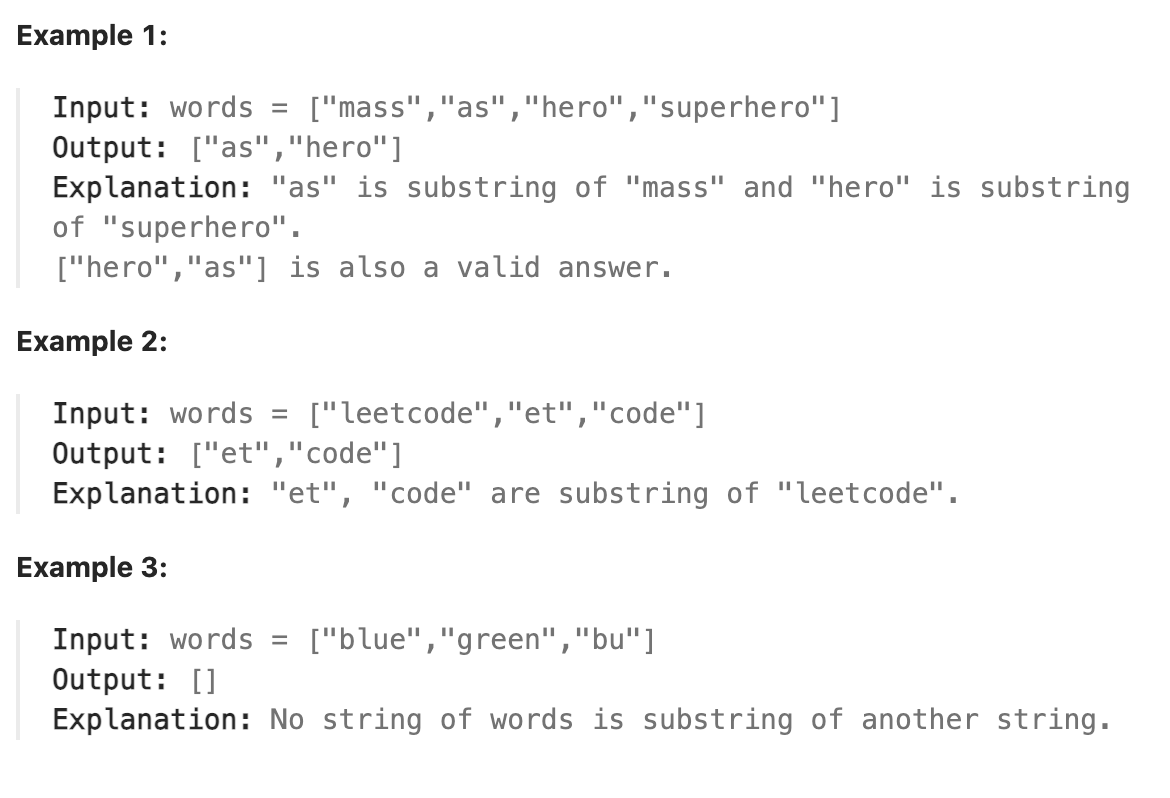 Example 1:
Input: words = ["mass","as","hero","superhero"]
Output: ["as","hero"]
Explanation: "as" is substring of "mass" and "hero" is substring
of "superhero".
["hero","as"] is also a valid answer.
Example 2:
Input: words = ["leetcode","et","code"]
Output: ["et","code"]
Explanation: "et", "code" are substring of "leetcode".
Example 3:
Input: words = ["blue","green","bu"]
Output: []
Explanation: No string of words is substring of another string.